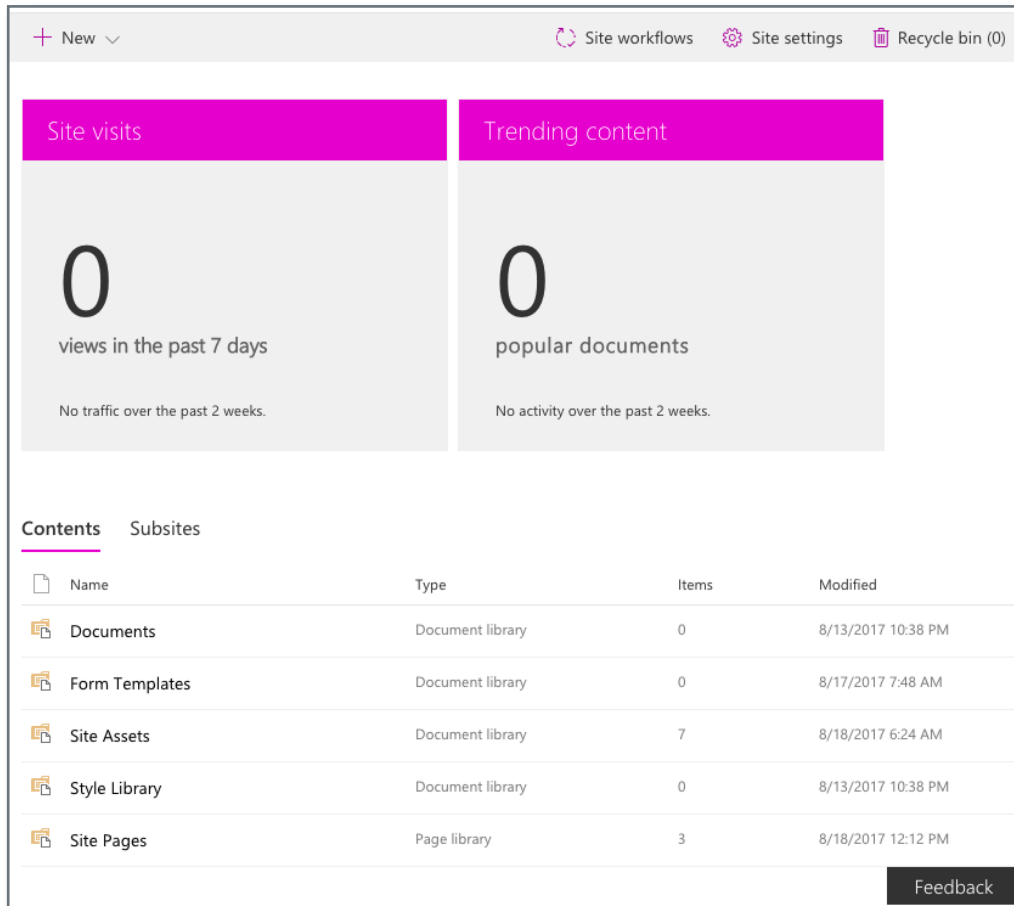 New
Site workflows Site settings Recycle bin (0)
Site visits
0
views in the past 7 days
No traffic over the past 2 weeks.
Trending content
0
popular documents
No activity over the past 2 weeks.
Contents Subsites
Name Type Items Modified
Documents Document library 0 8/13/2017 10:38 PM
Form Templates Document library 0 8/17/2017 7:48 AM
Site Assets Document library 7 8/18/2017 6:24 AM
Style Library Document library 0 8/13/2017 10:38 PM
Site Pages Page library 3 8/18/2017 12:12 PM
Feedback